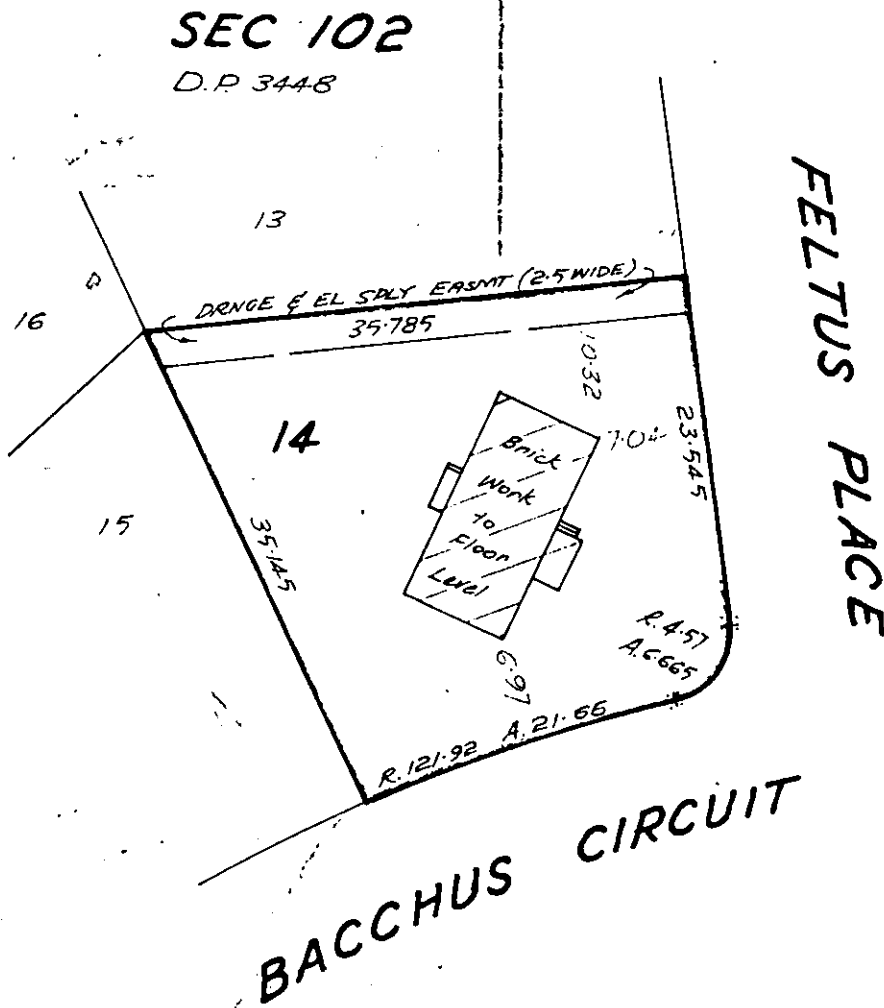 SEC 102
D.P. 3448
13
16
DRNGE & EL SPLY EASMT (2.5 WIDE)
35.785
10.32
FELTUS PLACE
14
7.04
23.545
15
35.145
Brick
Work
to
Floor
Level
R. 4.57
A. 6.665
6.97
R. 121.92 A. 21.66
BACCHUS CIRCUIT